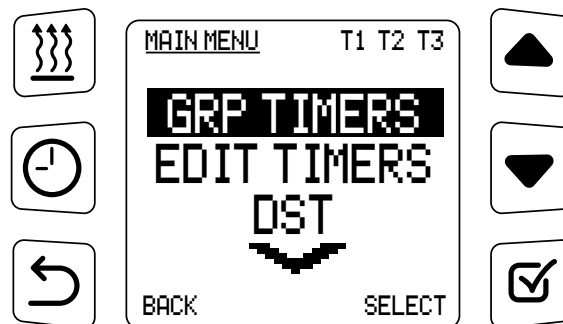 MAIN MENU T1 T2 T3
GRP TIMERS
EDIT TIMERS
DST
BACK SELECT